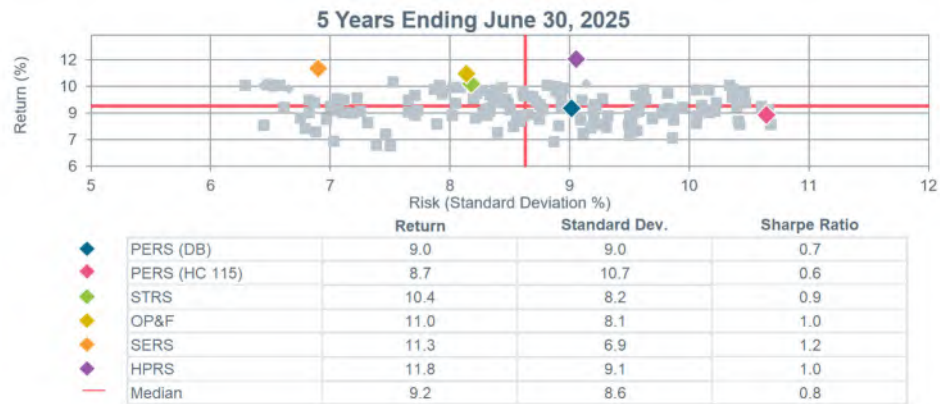 5 Years Ending June 30, 2025
Return (%)
12
10
9
7
6
5 6 7 8 9 10 11 12
Risk (Standard Deviation %)
Return Standard Dev. Sharpe Ratio
PERS (DB) 9.0 9.0 0.7
PERS (HC 115) 8.7 10.7 0.6
STRS 10.4 8.2 0.9
OP&F 11.0 8.1 1.0
SERS 11.3 6.9 1.2
HPRS 11.8 9.1 1.0
Median 9.2 8.6 0.8